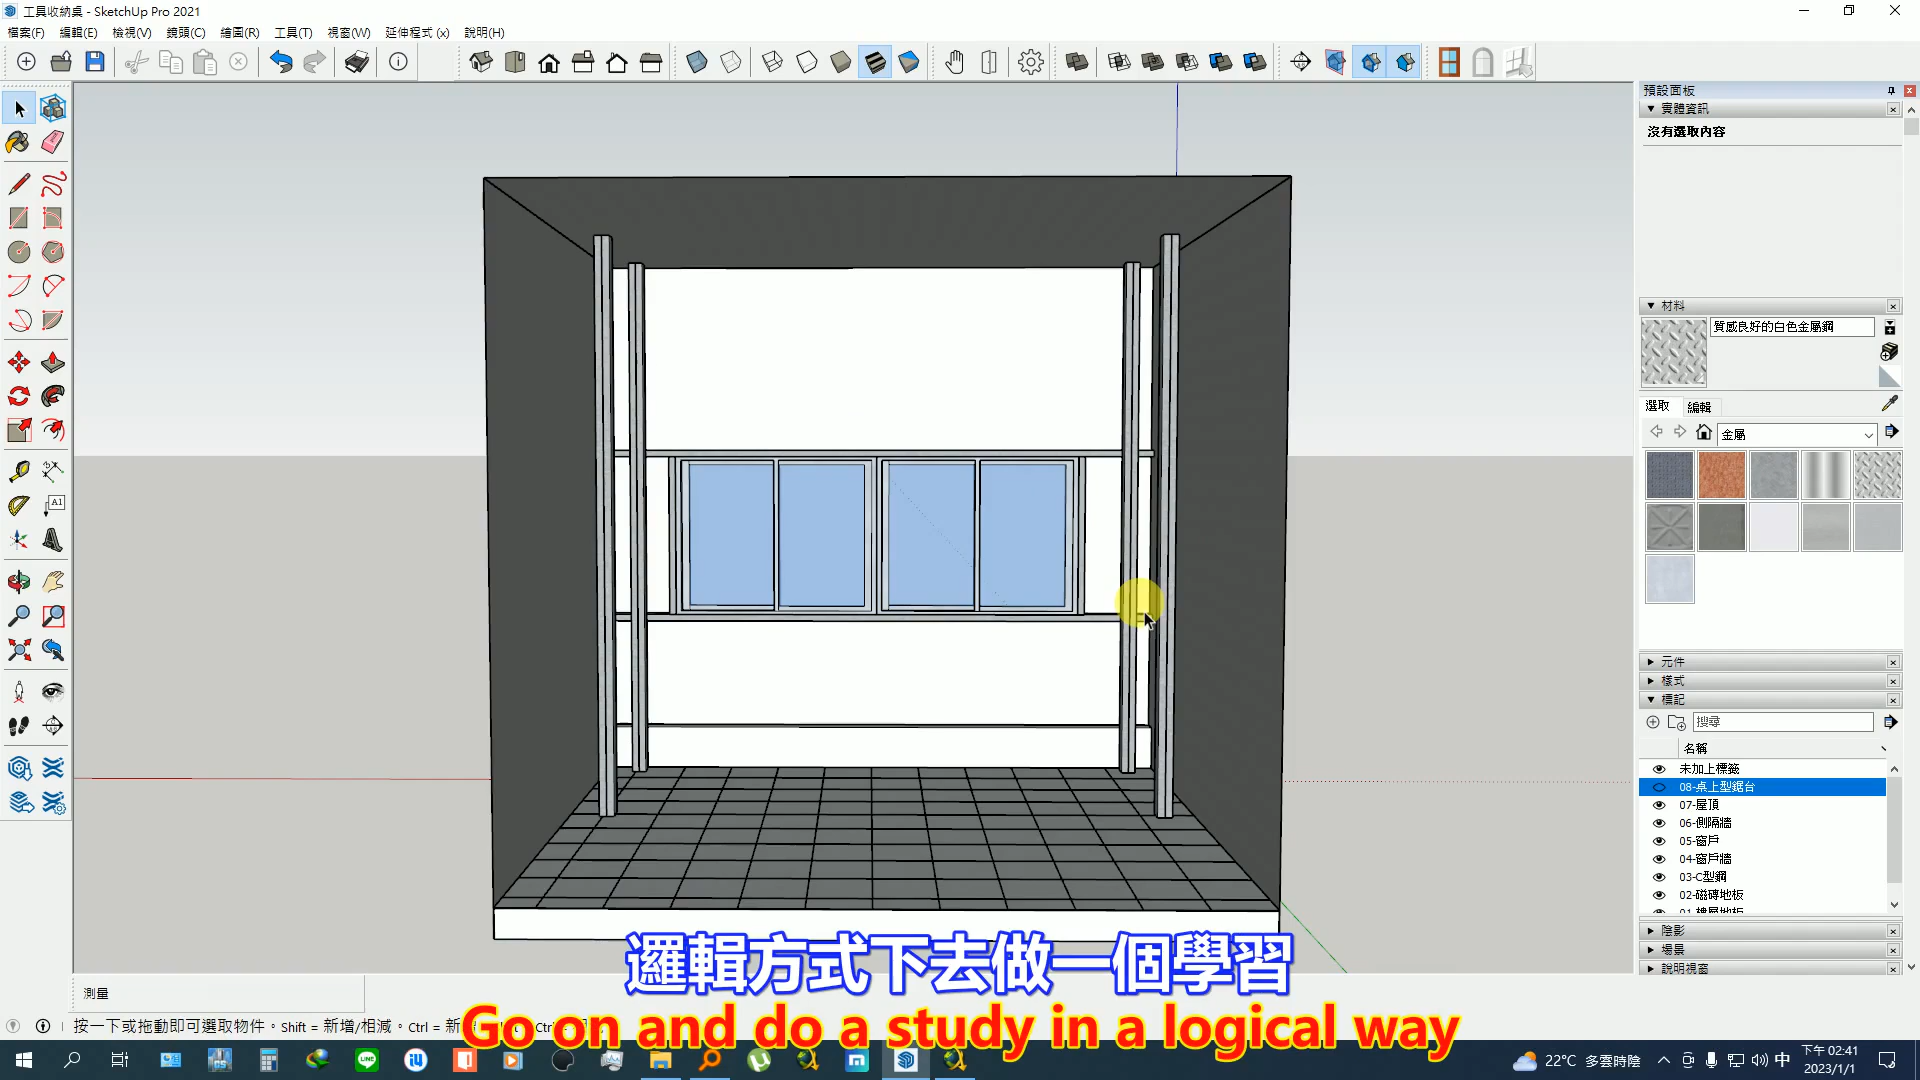 工具收納桌 - SketchUp Pro 2021
檔案(F) 編輯(E) 檢視(V) 鏡頭(C) 繪圖(R) 工具(T) 視窗(W) 延伸程式 (x) 說明(H)
預設面板
實體資訊
沒有選取內容
材料
質感良好的白色金屬鋼
選取 編輯
金屬
元件
樣式
標記
搜尋
名稱
未加上標籤
08-桌上型鋸台
07-屋頂
06-側隔牆
05-窗戶
04-窗戶牆
03-C型鋼
02-磁磚地板
01-樓層地板
陰影
場景
說明視窗
測量
邏輯方式下去做一個學習
按一下或拖動即可選取物件。Shift = 新增/相減。Ctrl = 新
Go on and do a study in a logical way
22°C 多雲時陰
中
下午 02:41
2023/1/1